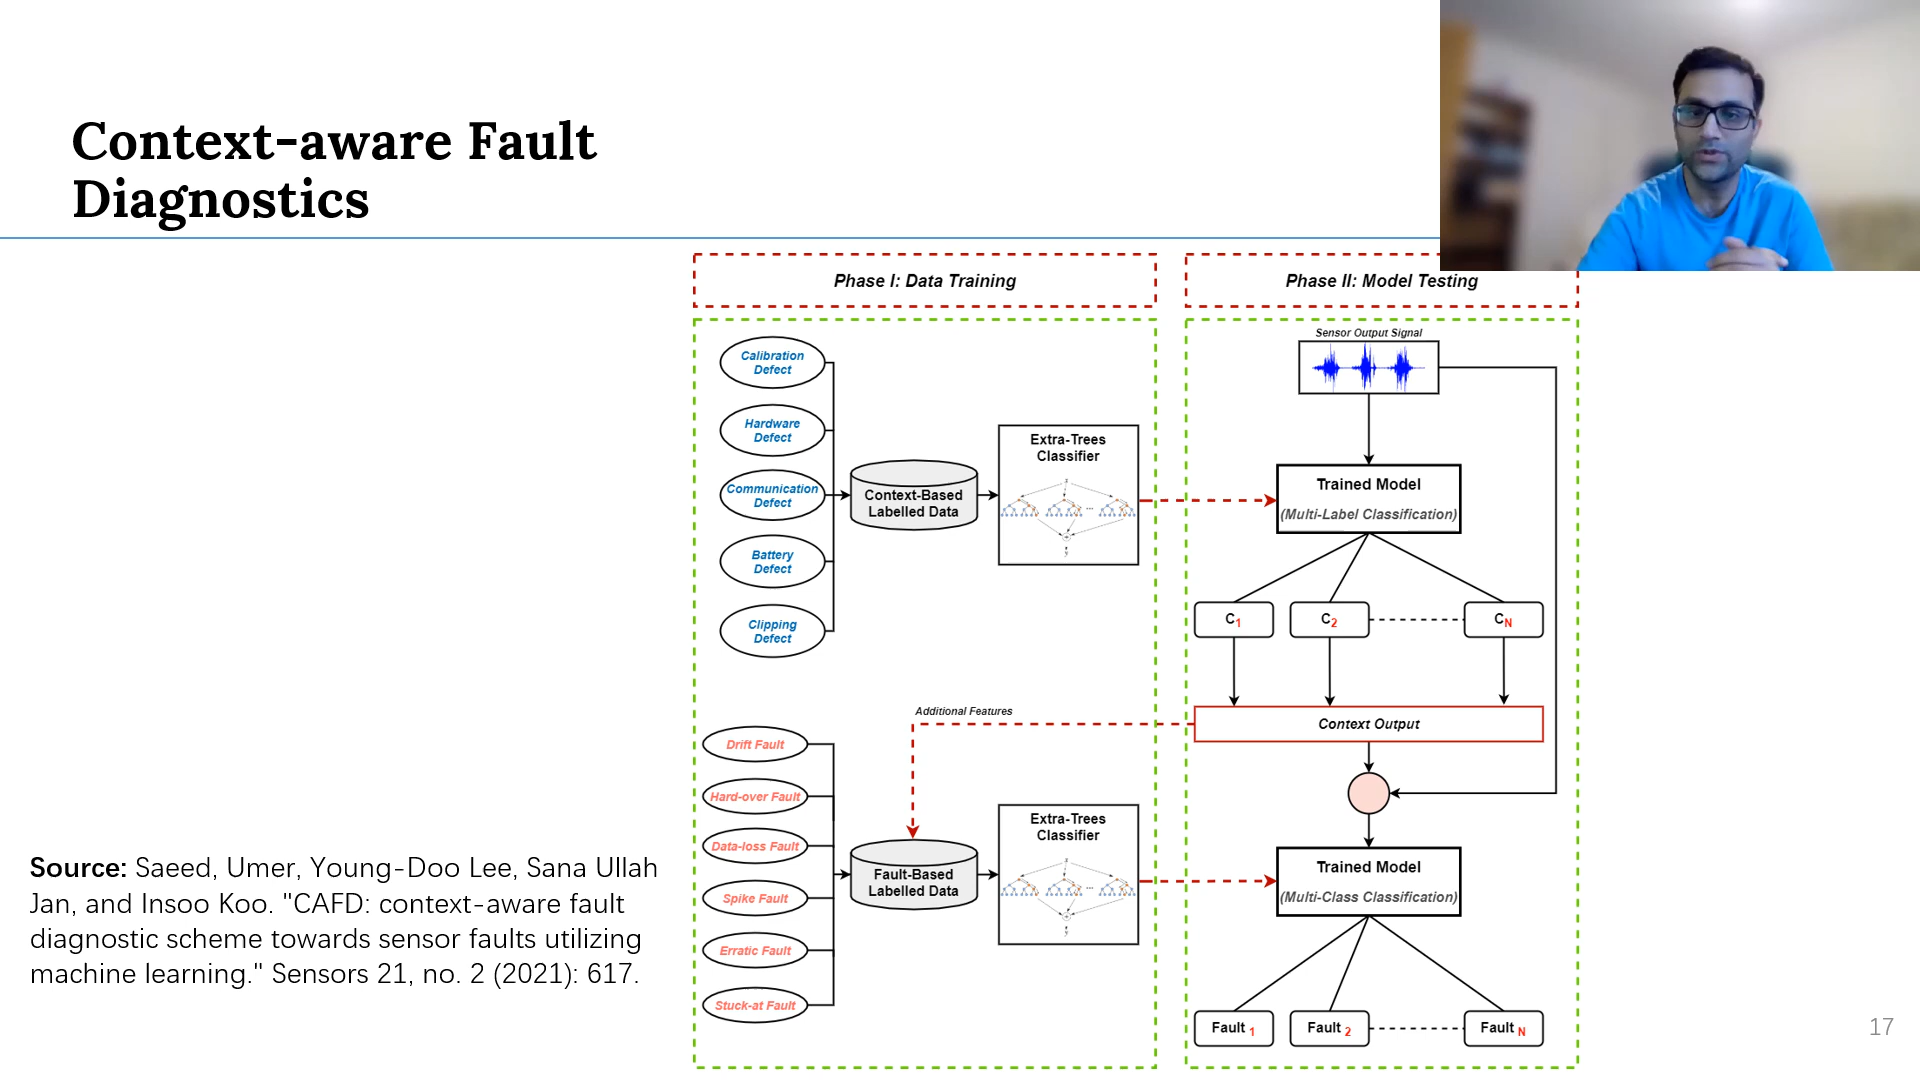 Context-aware Fault
Diagnostics
Phase I: Data Training
Phase II: Model Testing
Sensor Output Signal
Calibration
Defect
Hardware
Defect
Communication
Defect
Battery
Defect
Clipping
Defect
Context-Based
Labelled Data
Extra-Trees
Classifier
Trained Model
(Multi-Label Classification)
C1
C2
CN
Additional Features
Context Output
Drift Fault
Hard-over Fault
Data-loss Fault
Spike Fault
Erratic Fault
Stuck-at Fault
Fault-Based
Labelled Data
Extra-Trees
Classifier
Trained Model
(Multi-Class Classification)
Fault 1
Fault 2
Fault N
Source: Saeed, Umer, Young-Doo Lee, Sana Ullah
Jan, and Insoo Koo. "CAFD: context-aware fault
diagnostic scheme towards sensor faults utilizing
machine learning." Sensors 21, no. 2 (2021): 617.
17